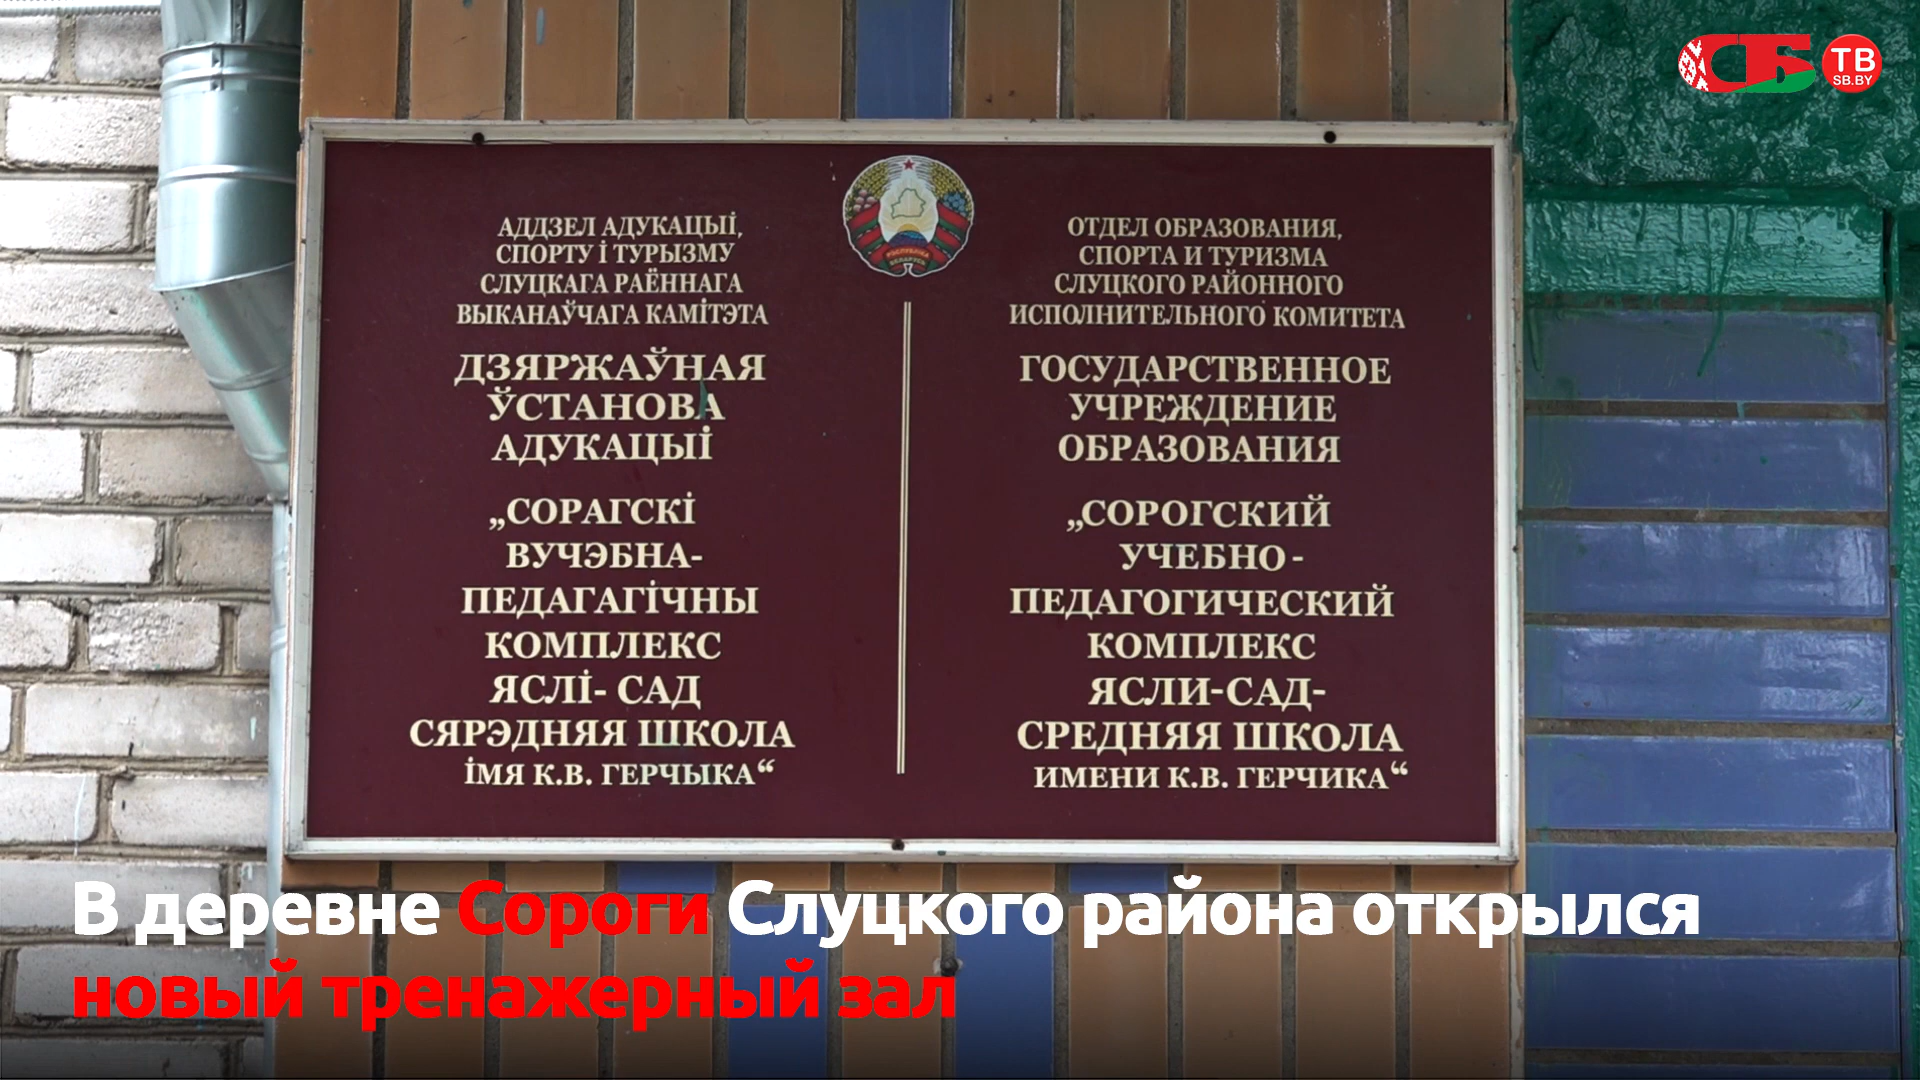 СБ ТВ
SB.BY
АДДЗЕЛ АДУКАЦЫІ,
СПОРТУ І ТУРЫЗМУ
СЛУЦКАГА РАЁННАГА
ВЫКАНАЎЧАГА КАМІТЭТА
ДЗЯРЖАЎНАЯ
ЎСТАНОВА
АДУКАЦЫІ
„СОРАГСКІ
ВУЧЭБНА-
ПЕДАГАГІЧНЫ
КОМПЛЕКС
ЯСЛІ- САД
СЯРЭДНЯЯ ШКОЛА
ІМЯ К.В. ГЕРЧЫКА“
РЭСПУБЛІКА
БЕЛАРУСЬ
ОТДЕЛ ОБРАЗОВАНИЯ,
СПОРТА И ТУРИЗМА
СЛУЦКОГО РАЙОННОГО
ИСПОЛНИТЕЛЬНОГО КОМИТЕТА
ГОСУДАРСТВЕННОЕ
УЧРЕЖДЕНИЕ
ОБРАЗОВАНИЯ
„СОРОГСКИЙ
УЧЕБНО-
ПЕДАГОГИЧЕСКИЙ
КОМПЛЕКС
ЯСЛИ-САД-
СРЕДНЯЯ ШКОЛА
ИМЕНИ К.В. ГЕРЧИКА“
В деревне Сороги Слуцкого района открылся
новый тренажерный зал